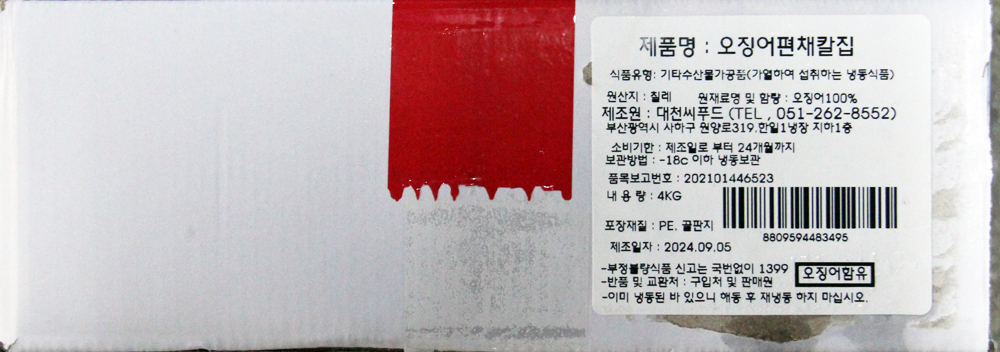 제품명 : 오징어편채칼집
식품유형: 기타수산물가공품(가열하여 섭취하는 냉동식품)
원산지 : 칠레 원재료명 및 함량 : 오징어100%
제조원 : 대천씨푸드 (TEL , 051-262-8552)
부산광역시 사하구 원양로319.한일1냉장 지하1층
소비기한 : 제조일로 부터 24개월까지
보관방법 : -18c 이하 냉동보관
품목보고번호 : 202101446523
내 용 량 : 4KG
포장재질 : PE. 골판지
8809594483495
제조일자 : 2024.09.05
-부정불량식품 신고는 국번없이 1399
오징어함유
-반품 및 교환저 : 구입저 및 판매원
-이미 냉동된 바 있으니 해동 후 재냉동 하지 마십시오.